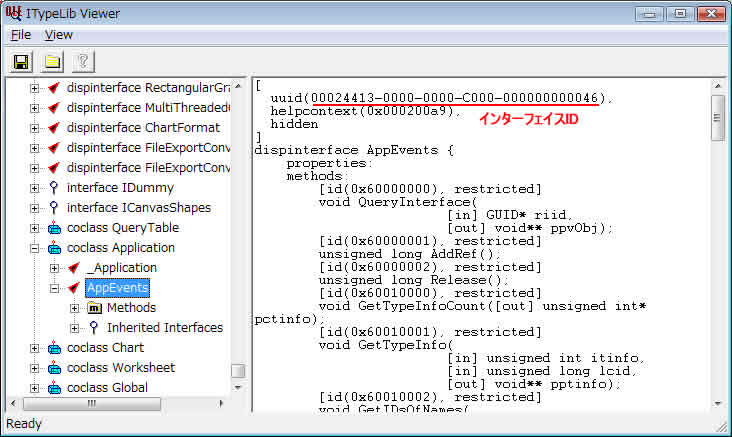 ITypeLib Viewer
File View
dispinterface RectangularGra
dispinterface MultiThreaded
dispinterface ChartFormat
dispinterface FileExportConv
dispinterface FileExportConv
interface IDummy
interface ICanvasShapes
coclass QueryTable
coclass Application
_Application
AppEvents
Methods
Inherited Interfaces
coclass Chart
coclass Worksheet
coclass Global
[
uuid(00024413-0000-0000-C000-000000000046),
インターフェイスID
helpcontext(0x000200a9),
hidden
]
dispinterface AppEvents {
properties:
methods:
[id(0x60000000), restricted]
void QueryInterface(
[in] GUID* riid,
[out] void** ppvObj);
[id(0x60000001), restricted]
unsigned long AddRef();
[id(0x60000002), restricted]
unsigned long Release();
[id(0x60010000), restricted]
void GetTypeInfoCount([out] unsigned int*
pctinfo);
[id(0x60010001), restricted]
void GetTypeInfo(
[in] unsigned int itinfo,
[in] unsigned long lcid,
[out] void** pptinfo);
[id(0x60010002), restricted]
void GetIDsOfNames(
Ready